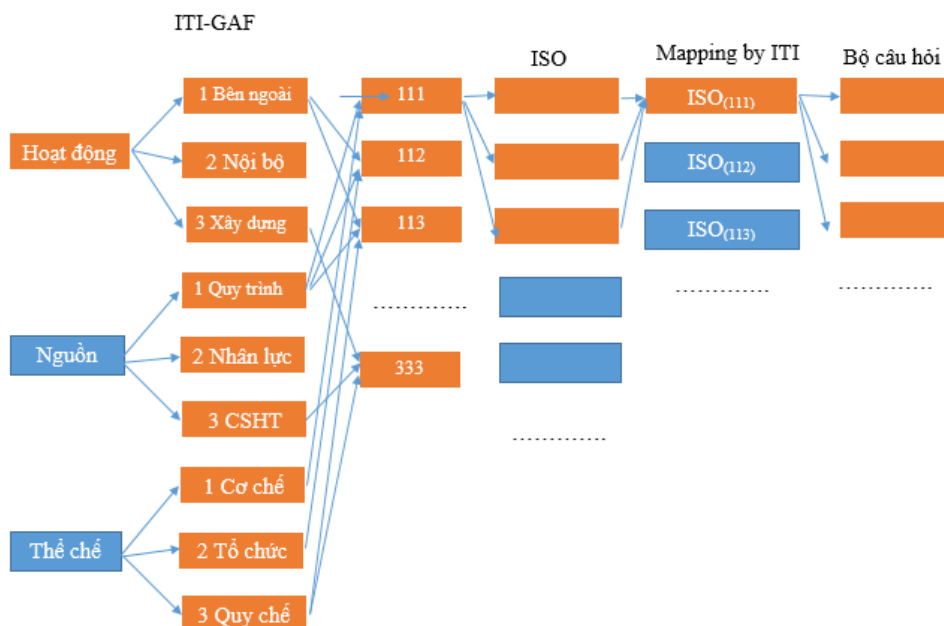 ITI-GAF
ISO
Mapping by ITI
Bộ câu hỏi
Hoạt động
1 Bên ngoài
2 Nội bộ
3 Xây dựng
Nguồn
1 Quy trình
2 Nhân lực
3 CSHT
Thể chế
1 Cơ chế
2 Tổ chức
3 Quy chế
111
112
113
..............
333
..............
ISO(111)
ISO(112)
ISO(113)
..............
..............